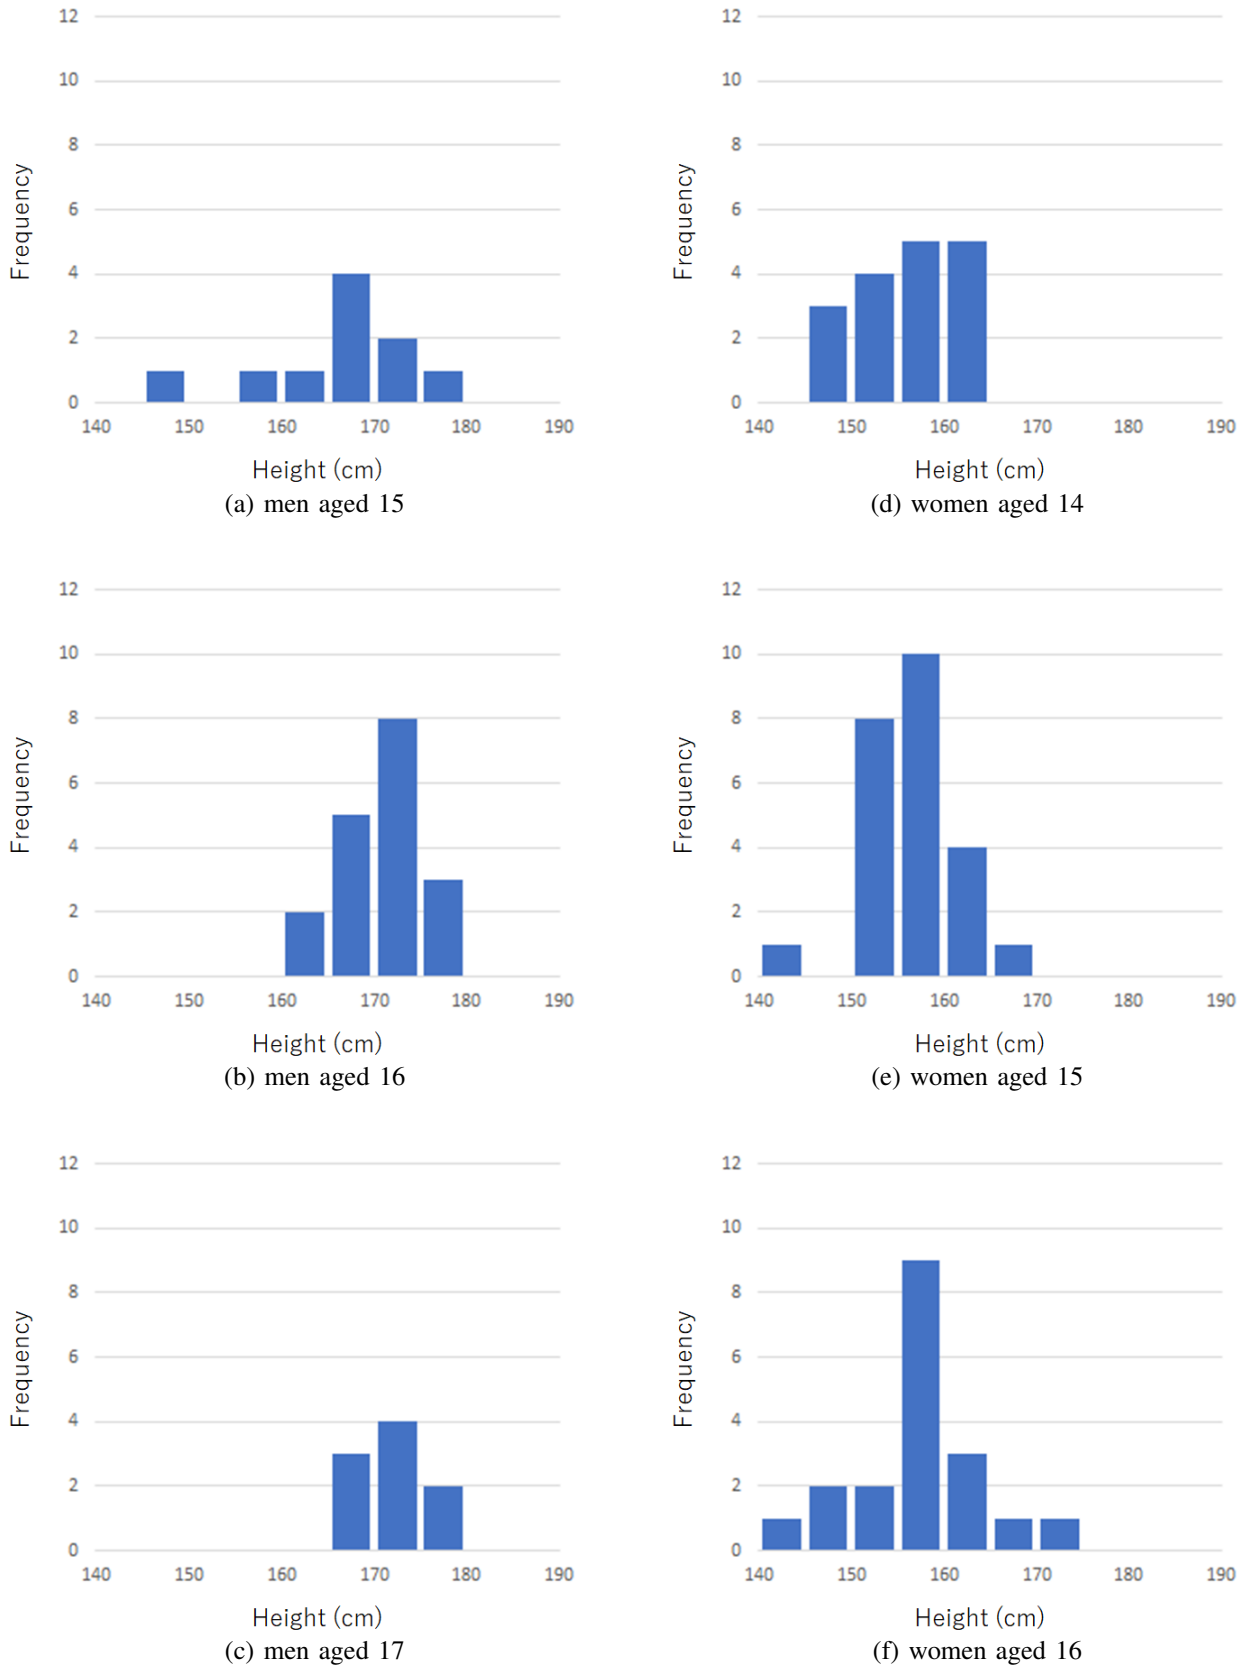 12
10
8
6
4
2
0
Frequency
140 150 160 170 180 190
Height (cm)
(a) men aged 15
12
10
8
6
4
2
0
Frequency
140 150 160 170 180 190
Height (cm)
(d) women aged 14
12
10
8
6
4
2
0
Frequency
140 150 160 170 180 190
Height (cm)
(b) men aged 16
12
10
8
6
4
2
0
Frequency
140 150 160 170 180 190
Height (cm)
(e) women aged 15
12
10
8
6
4
2
0
Frequency
140 150 160 170 180 190
Height (cm)
(c) men aged 17
12
10
8
6
4
2
0
Frequency
140 150 160 170 180 190
Height (cm)
(f) women aged 16